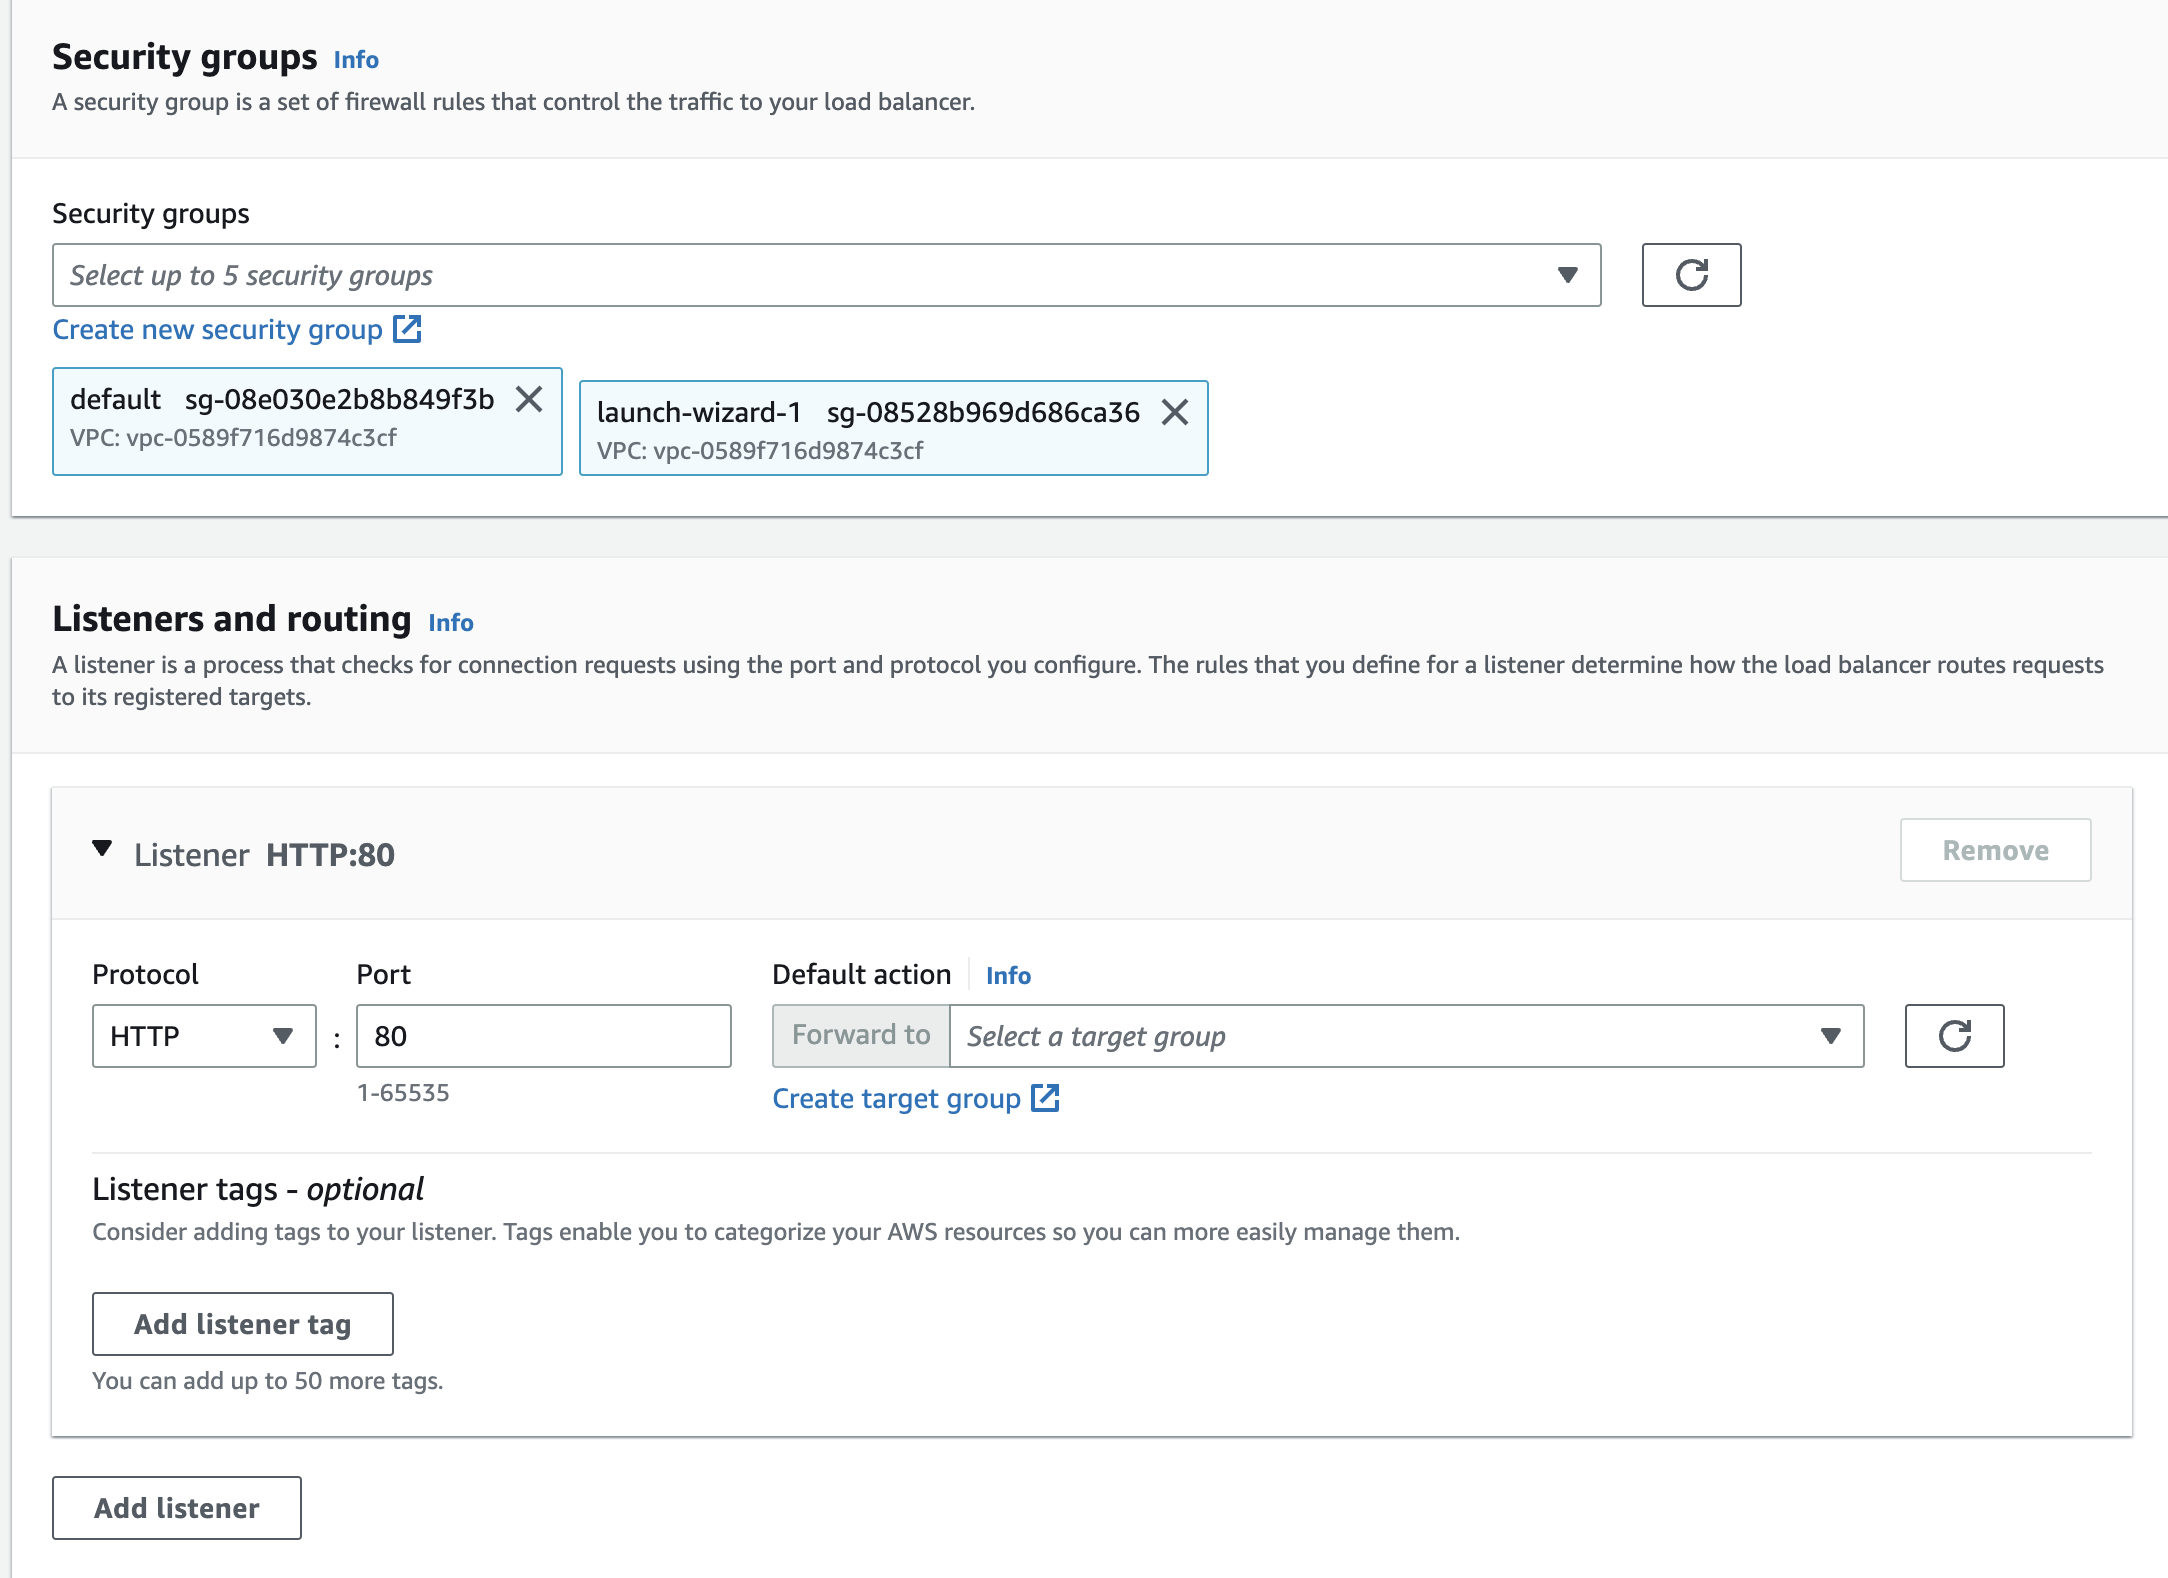 Security groups Info
A security group is a set of firewall rules that control the traffic to your load balancer.
Security groups
Select up to 5 security groups
Create new security group
default sg-08e030e2b8b849f3b
VPC: vpc-0589f716d9874c3cf
launch-wizard-1 sg-08528b969d686ca36
VPC: vpc-0589f716d9874c3cf
Listeners and routing Info
A listener is a process that checks for connection requests using the port and protocol you configure. The rules that you define for a listener determine how the load balancer routes requests
to its registered targets.
Listener HTTP:80
Remove
Protocol
HTTP
:
Port
80
1-65535
Default action Info
Forward to
Select a target group
Create target group
Listener tags - optional
Consider adding tags to your listener. Tags enable you to categorize your AWS resources so you can more easily manage them.
Add listener tag
You can add up to 50 more tags.
Add listener